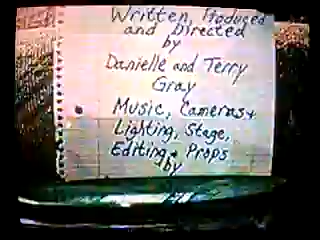 Written, Produced
and Directed
by
Danielle and Terry
Gray
Music, Cameras +
Lighting, Stage,
Editing + Props
by